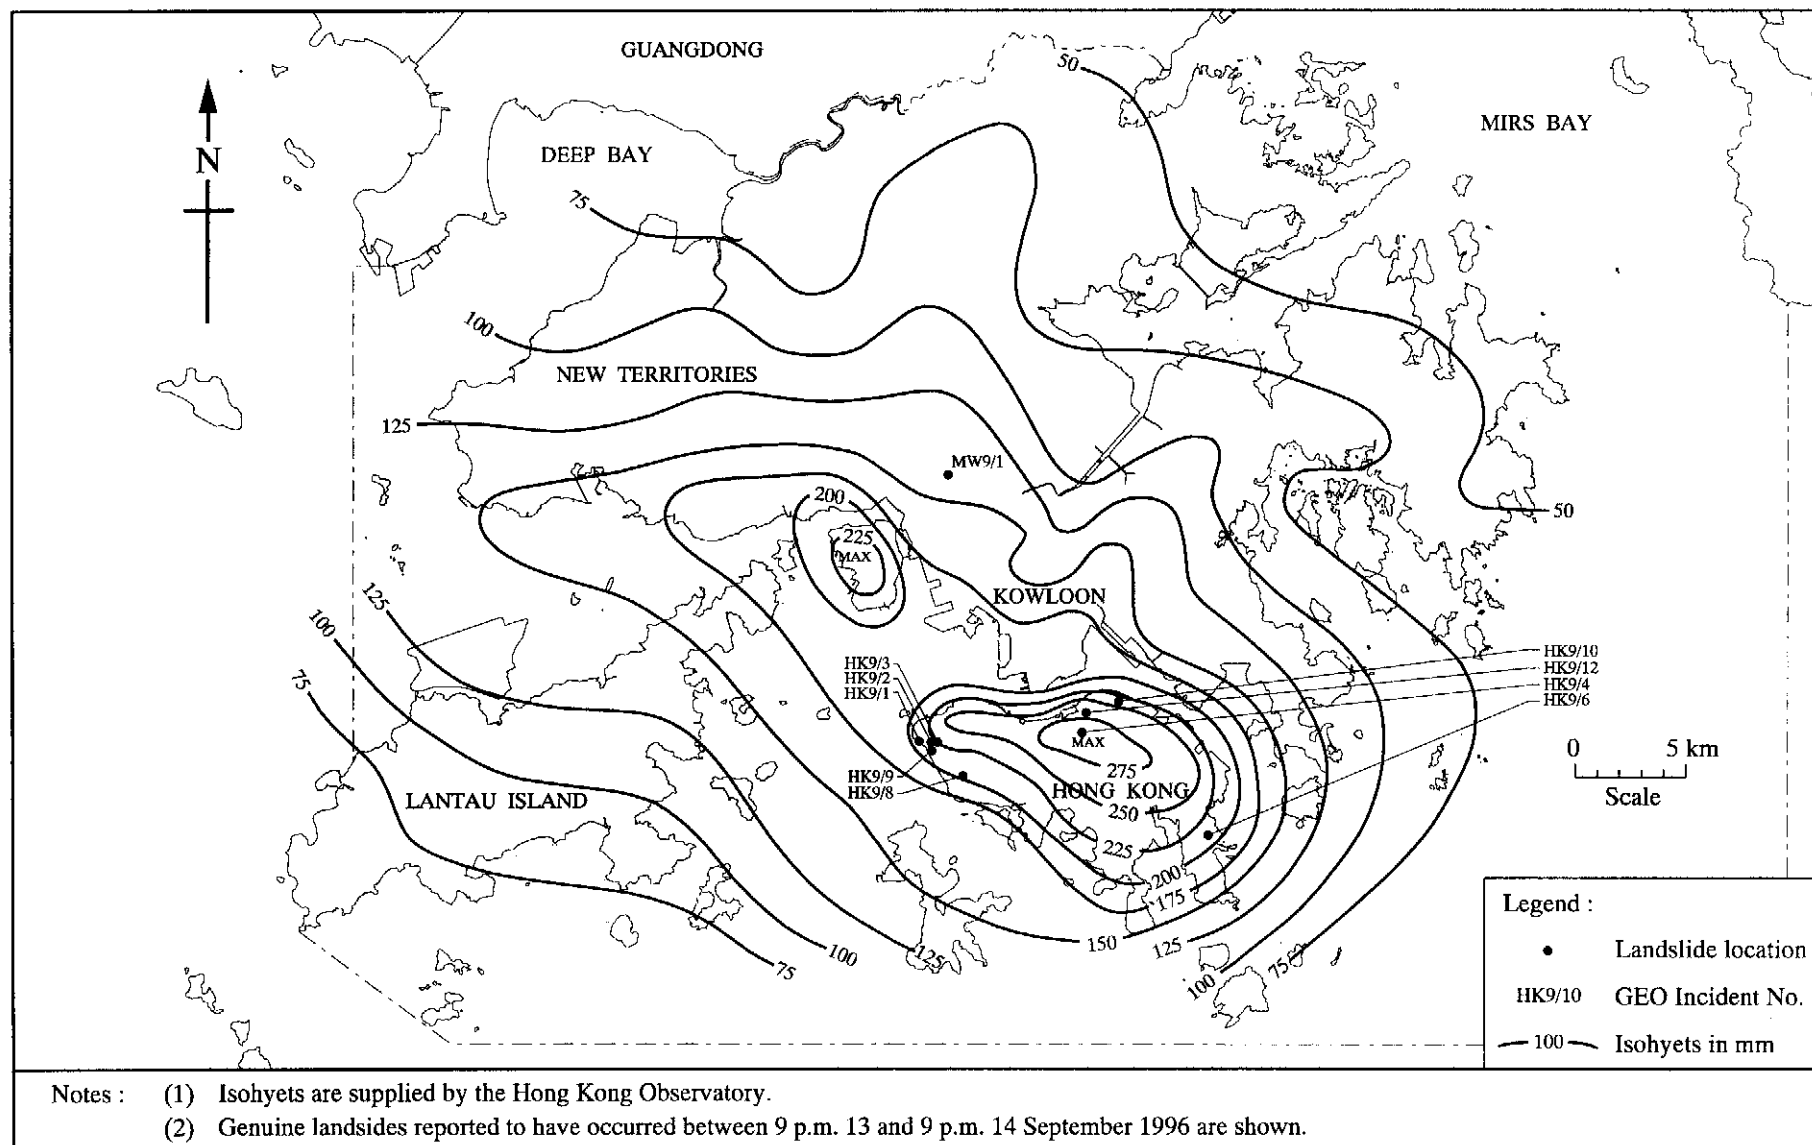 GUANGDONG
50
MIRS BAY
N
DEEP BAY
75
100
NEW TERRITORIES
125
MW9/1
200
50
225
MAX
KOWLOON
125
100
75
HK9/3
HK9/2
HK9/1
HK9/10
HK9/12
HK9/4
HK9/6
MAX
275
HK9/9
HK9/8
HONG KONG
LANTAU ISLAND
250
225
200
175
150
125
100
75
125
100
75
0 5 km
Scale
Legend :
Landslide location
HK9/10 GEO Incident No.
100 Isohyets in mm
Notes : (1) Isohyets are supplied by the Hong Kong Observatory.
(2) Genuine landsides reported to have occurred between 9 p.m. 13 and 9 p.m. 14 September 1996 are shown.